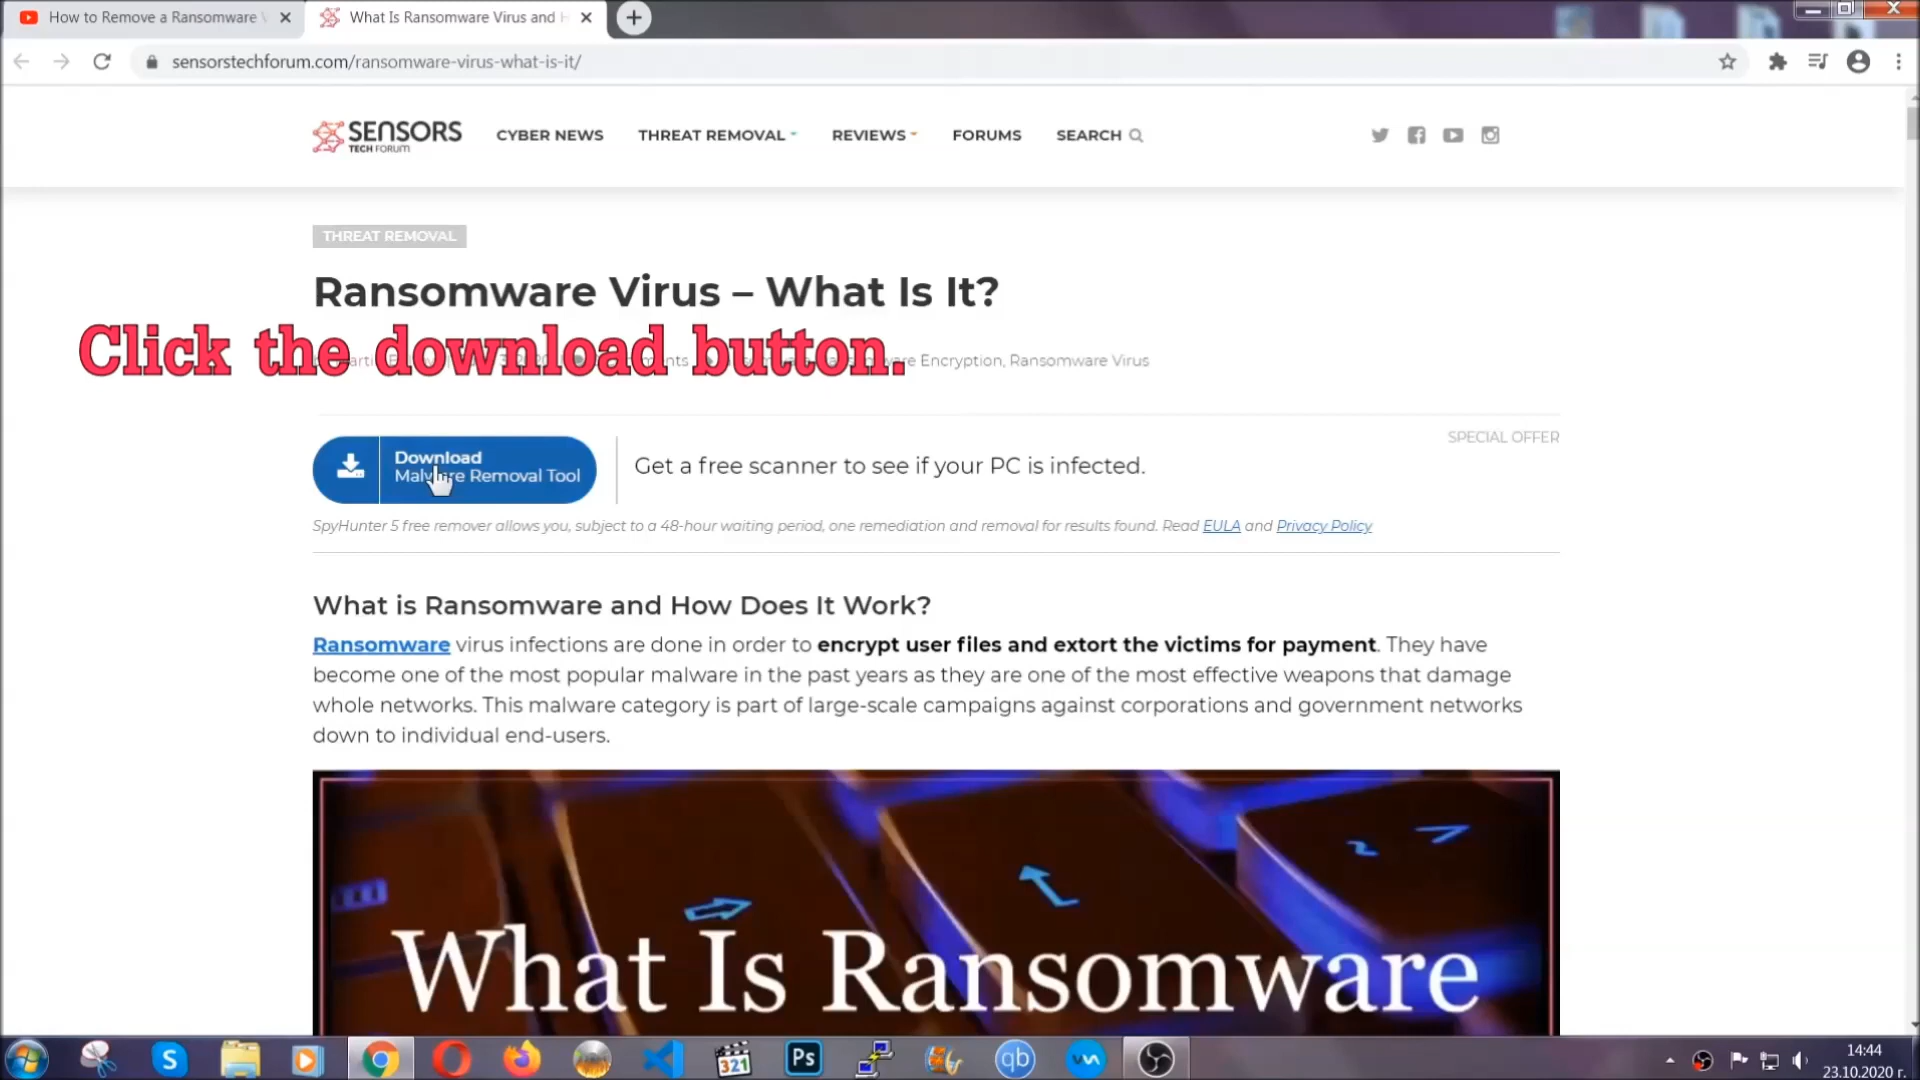 How to Remove a Ransomware
What Is Ransomware Virus and H
sensorstechforum.com/ransomware-virus-what-is-it/
SENSORS
TECH FORUM
CYBER NEWS
THREAT REMOVAL
REVIEWS
FORUMS
SEARCH
THREAT REMOVAL
Ransomware Virus – What Is It?
Click the download button.
Encryption, Ransomware Virus
SPECIAL OFFER
Download
Malware Removal Tool
Get a free scanner to see if your PC is infected.
SpyHunter 5 free remover allows you, subject to a 48-hour waiting period, one remediation and removal for results found. Read EULA and Privacy Policy
What is Ransomware and How Does It Work?
Ransomware virus infections are done in order to encrypt user files and extort the victims for payment. They have
become one of the most popular malware in the past years as they are one of the most effective weapons that damage
whole networks. This malware category is part of large-scale campaigns against corporations and government networks
down to individual end-users.
What Is Ransomware
S
321
Ps
qb
14:44
23.10.2020 г.